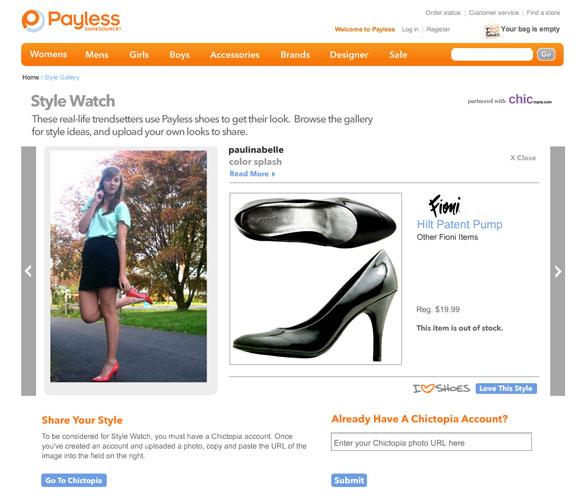 Payless
SHOESOURCE
Order status | Customer service | Find a store
Welcome to Payless Log in | Register
I SHOES
Your bag is empty
Womens Mens Girls Boys Accessories Brands Designer Sale
Go
Home / Style Gallery
Style Watch
partnered with chictopia.com
These real-life trendsetters use Payless shoes to get their look. Browse the gallery
for style ideas, and upload your own looks to share.
paulinabelle
color splash
Read More
X Close
Fioni
Hilt Patent Pump
Other Fioni Items
Reg. $19.99
This item is out of stock.
I SHOES
Love This Style
Share Your Style
To be considered for Style Watch, you must have a Chictopia account. Once
you've created an account and uploaded a photo, copy and paste the URL of the
image into the field on the right.
Go To Chictopia
Already Have A Chictopia Account?
Enter your Chictopia photo URL here
Submit